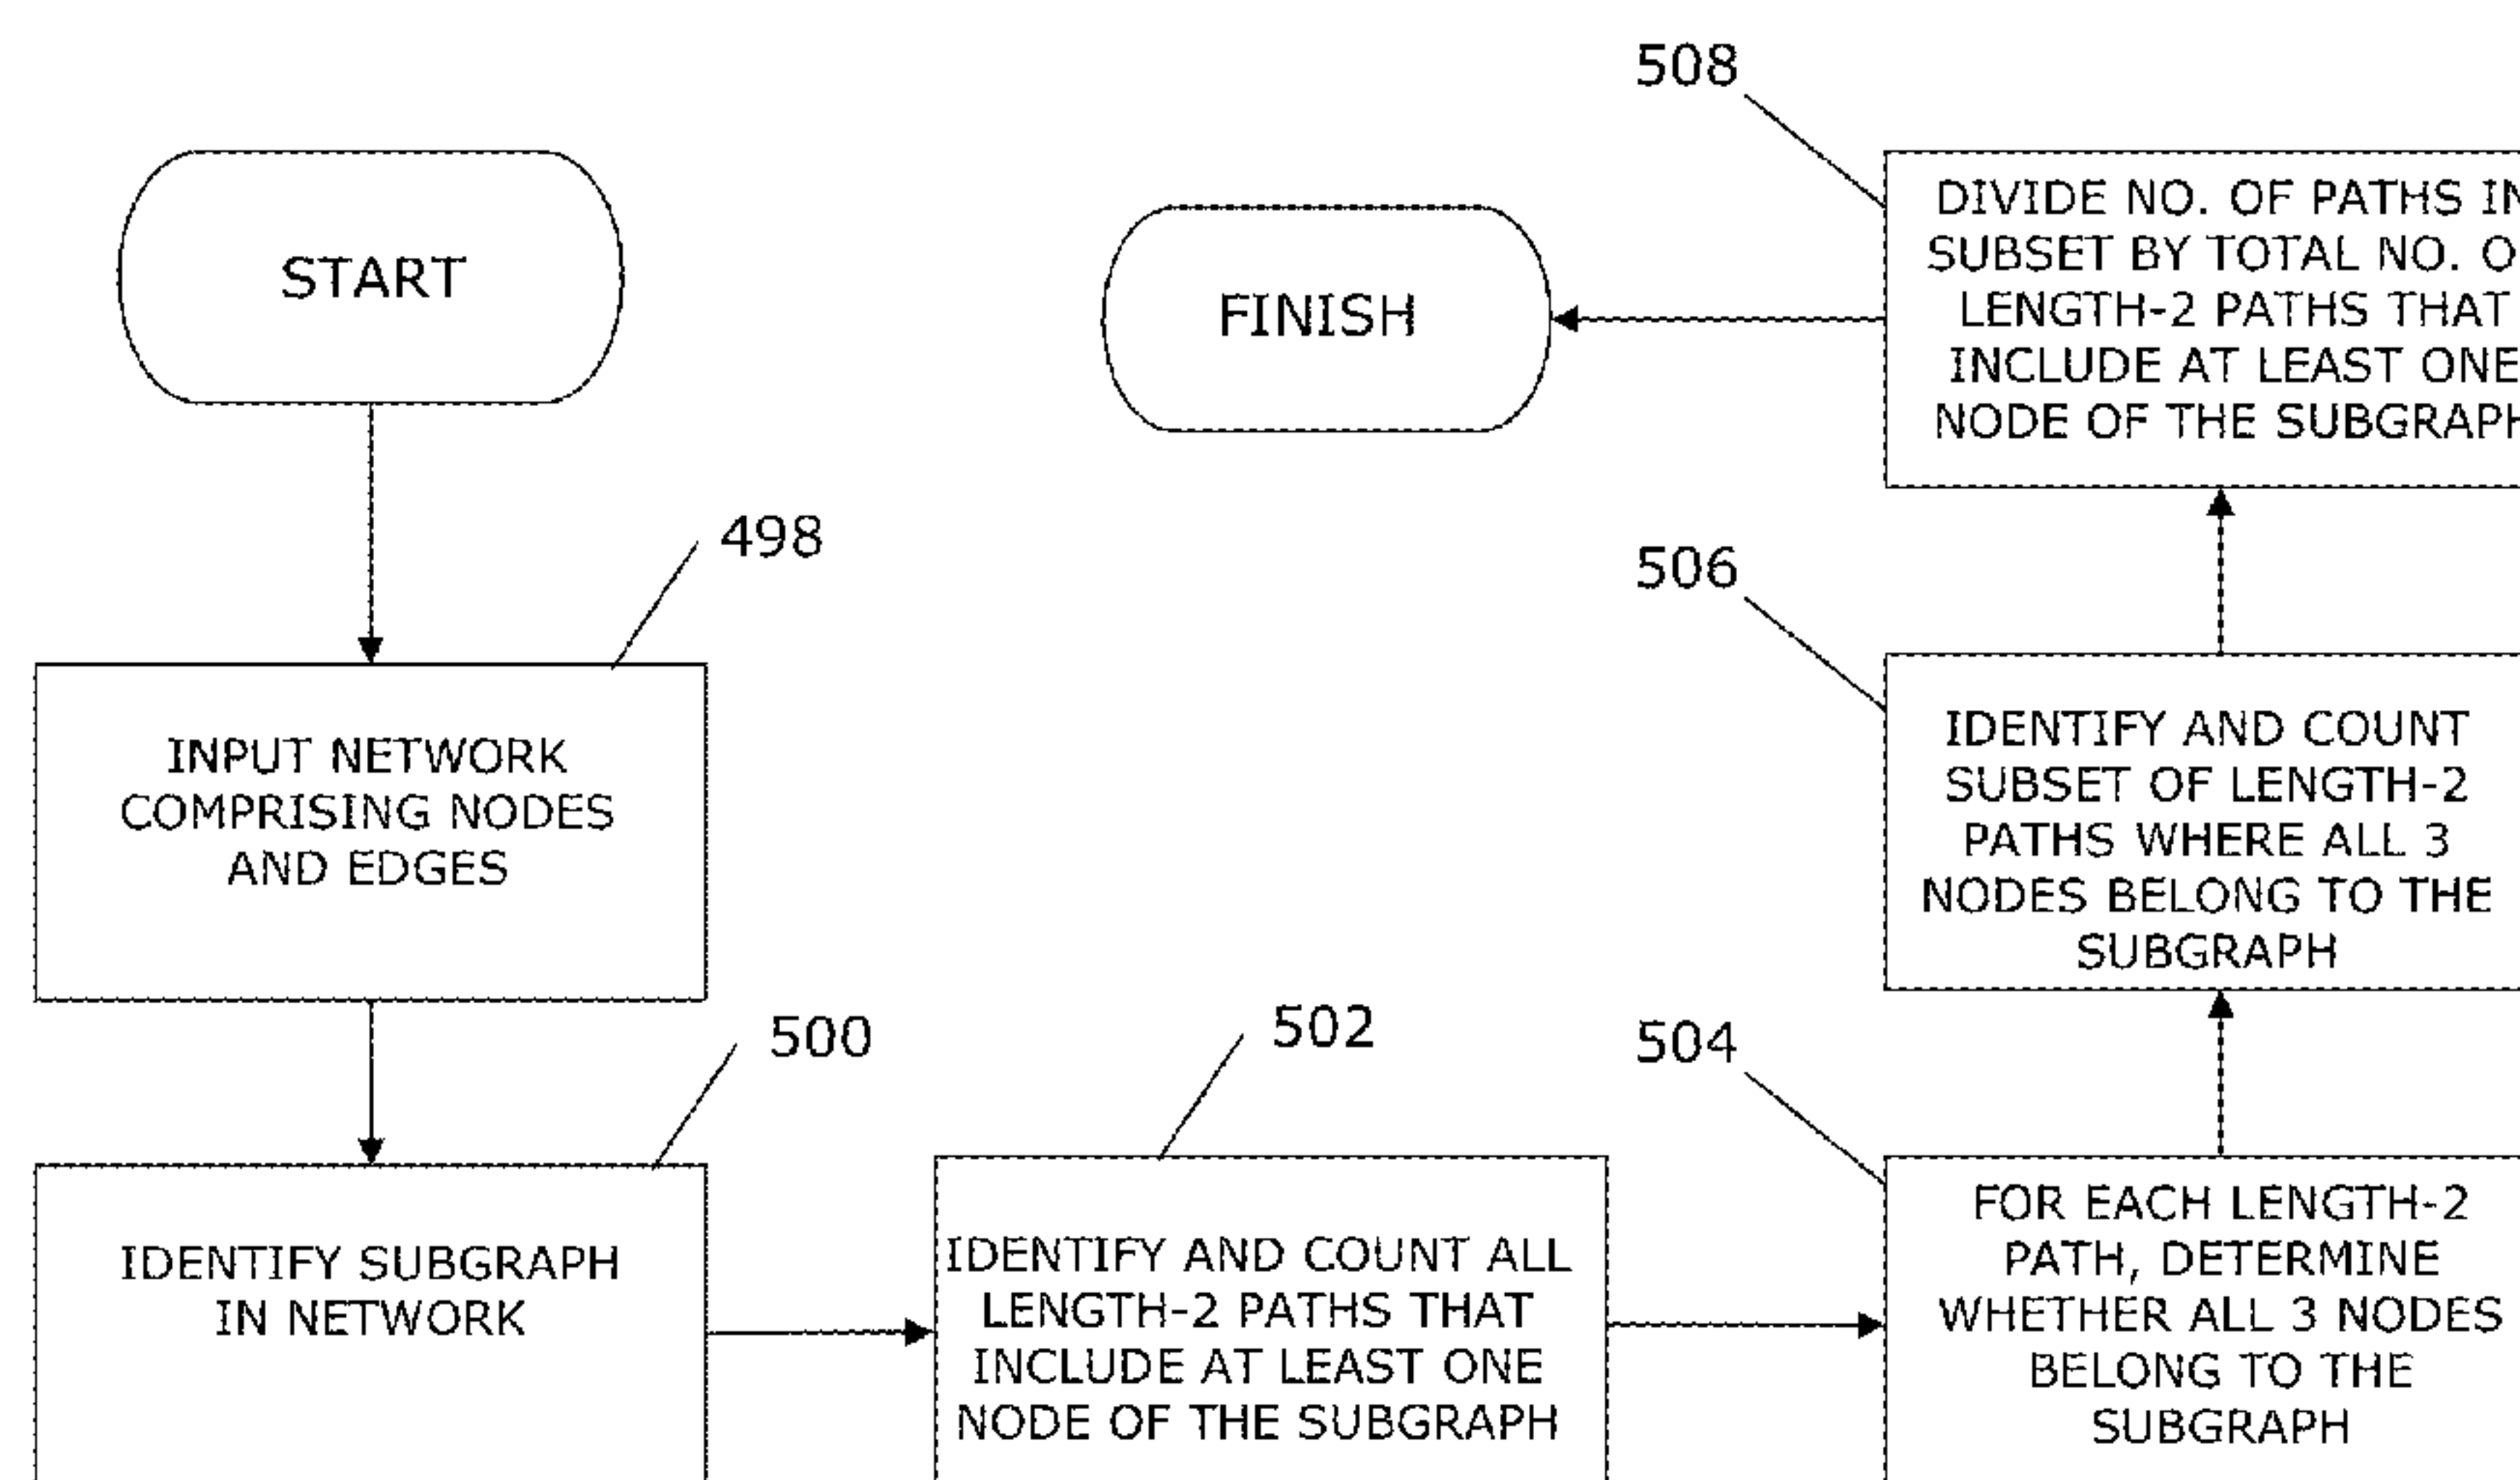 START
498
INPUT NETWORK
COMPRISING NODES
AND EDGES
500
IDENTIFY SUBGRAPH
IN NETWORK
502
IDENTIFY AND COUNT ALL
LENGTH-2 PATHS THAT
INCLUDE AT LEAST ONE
NODE OF THE SUBGRAPH
504
FOR EACH LENGTH-2
PATH, DETERMINE
WHETHER ALL 3 NODES
BELONG TO THE
SUBGRAPH
506
IDENTIFY AND COUNT
SUBSET OF LENGTH-2
PATHS WHERE ALL 3
NODES BELONG TO THE
SUBGRAPH
508
DIVIDE NO. OF PATHS IN
SUBSET BY TOTAL NO. O
LENGTH-2 PATHS THAT
INCLUDE AT LEAST ONE
NODE OF THE SUBGRAPH
FINISH